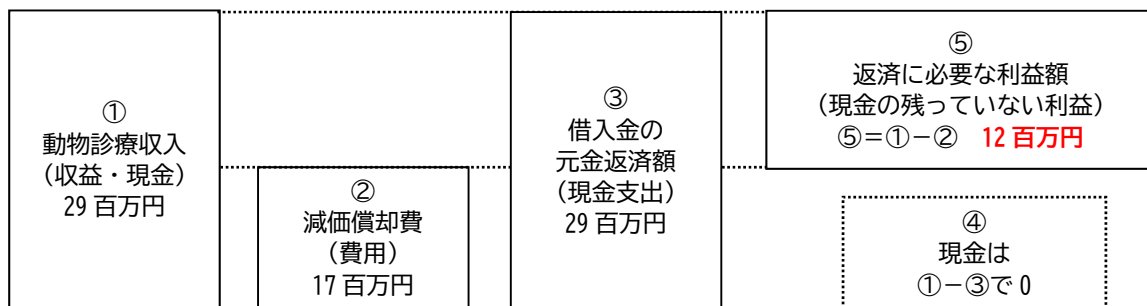 ①
動物診療収入
(収益・現金)
29 百万円
②
減価償却費
(費用)
17 百万円
③
借入金の
元金返済額
(現金支出)
29 百万円
⑤
返済に必要な利益額
(現金の残っていない利益)
⑤=①-② 12 百万円
④
現金は
①-③で 0